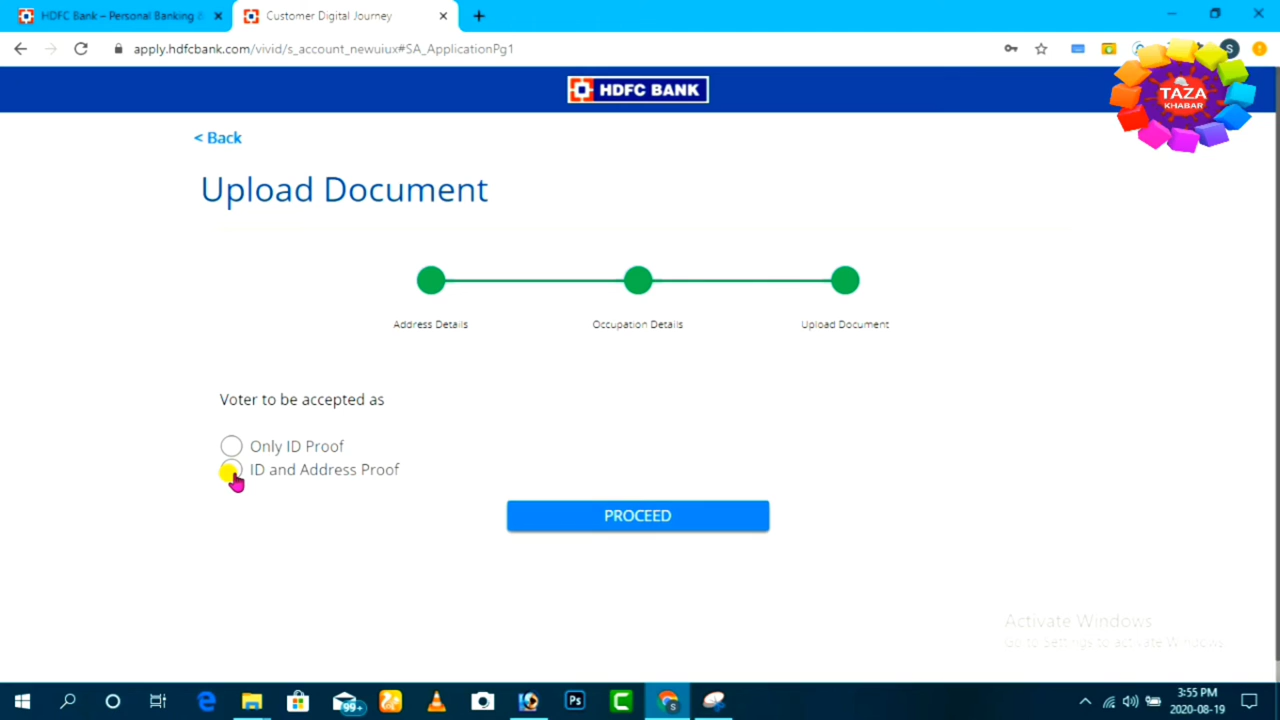 HDFC Bank – Personal Banking
Customer Digital Journey
apply.hdfcbank.com/vivid/s_account_newuiux#SA_ApplicationPg1
S
HDFC BANK
TAZA
KHABAR
< Back
Upload Document
Address Details
Occupation Details
Upload Document
Voter to be accepted as
Only ID Proof
ID and Address Proof
PROCEED
Activate Windows
Go to Settings to activate Windows.
99+
Ps
3:55 PM
2020-08-19